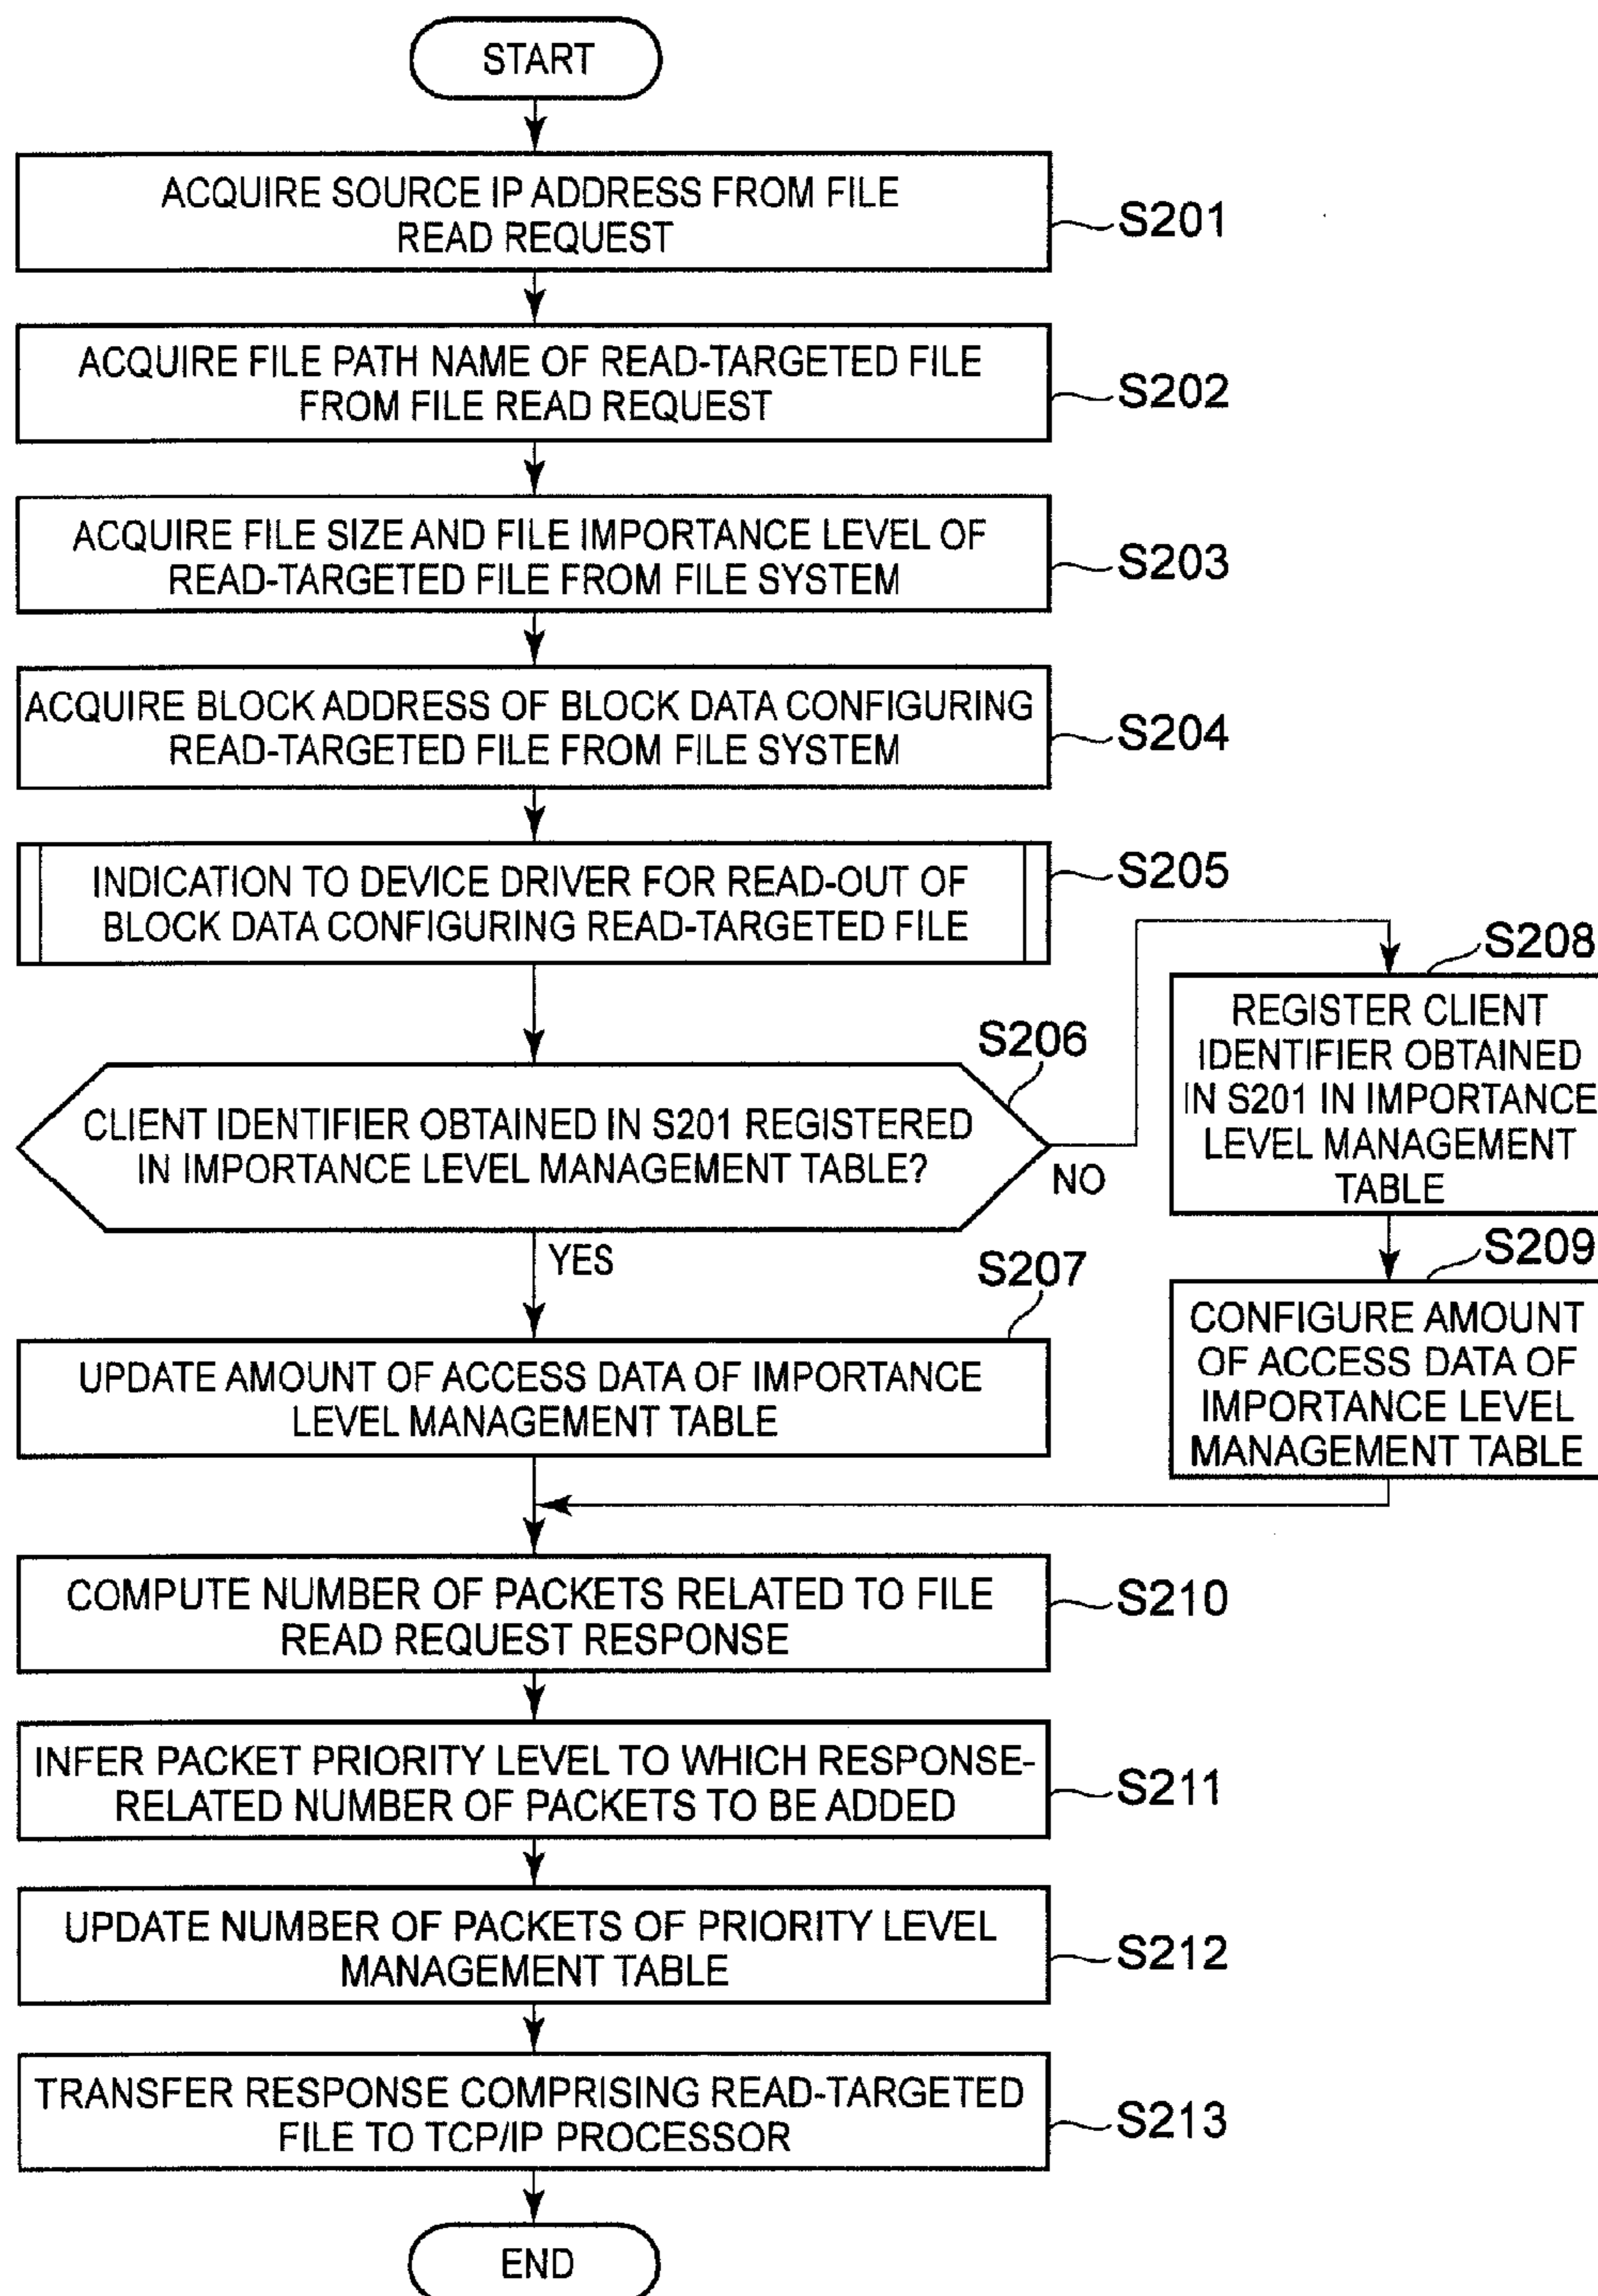 START
ACQUIRE SOURCE IP ADDRESS FROM FILE
READ REQUEST
S201
ACQUIRE FILE PATH NAME OF READ-TARGETED FILE
FROM FILE READ REQUEST
S202
ACQUIRE FILE SIZE AND FILE IMPORTANCE LEVEL OF
READ-TARGETED FILE FROM FILE SYSTEM
S203
ACQUIRE BLOCK ADDRESS OF BLOCK DATA CONFIGURING
READ-TARGETED FILE FROM FILE SYSTEM
S204
INDICATION TO DEVICE DRIVER FOR READ-OUT OF
BLOCK DATA CONFIGURING READ-TARGETED FILE
S205
S206
CLIENT IDENTIFIER OBTAINED IN S201 REGISTERED
IN IMPORTANCE LEVEL MANAGEMENT TABLE?
NO
YES
S208
REGISTER CLIENT
IDENTIFIER OBTAINED
IN S201 IN IMPORTANCE
LEVEL MANAGEMENT
TABLE
S209
CONFIGURE AMOUNT
OF ACCESS DATA OF
IMPORTANCE LEVEL
MANAGEMENT TABLE
S207
UPDATE AMOUNT OF ACCESS DATA OF IMPORTANCE
LEVEL MANAGEMENT TABLE
COMPUTE NUMBER OF PACKETS RELATED TO FILE
READ REQUEST RESPONSE
S210
INFER PACKET PRIORITY LEVEL TO WHICH RESPONSE-
RELATED NUMBER OF PACKETS TO BE ADDED
S211
UPDATE NUMBER OF PACKETS OF PRIORITY LEVEL
MANAGEMENT TABLE
S212
TRANSFER RESPONSE COMPRISING READ-TARGETED
FILE TO TCP/IP PROCESSOR
S213
END